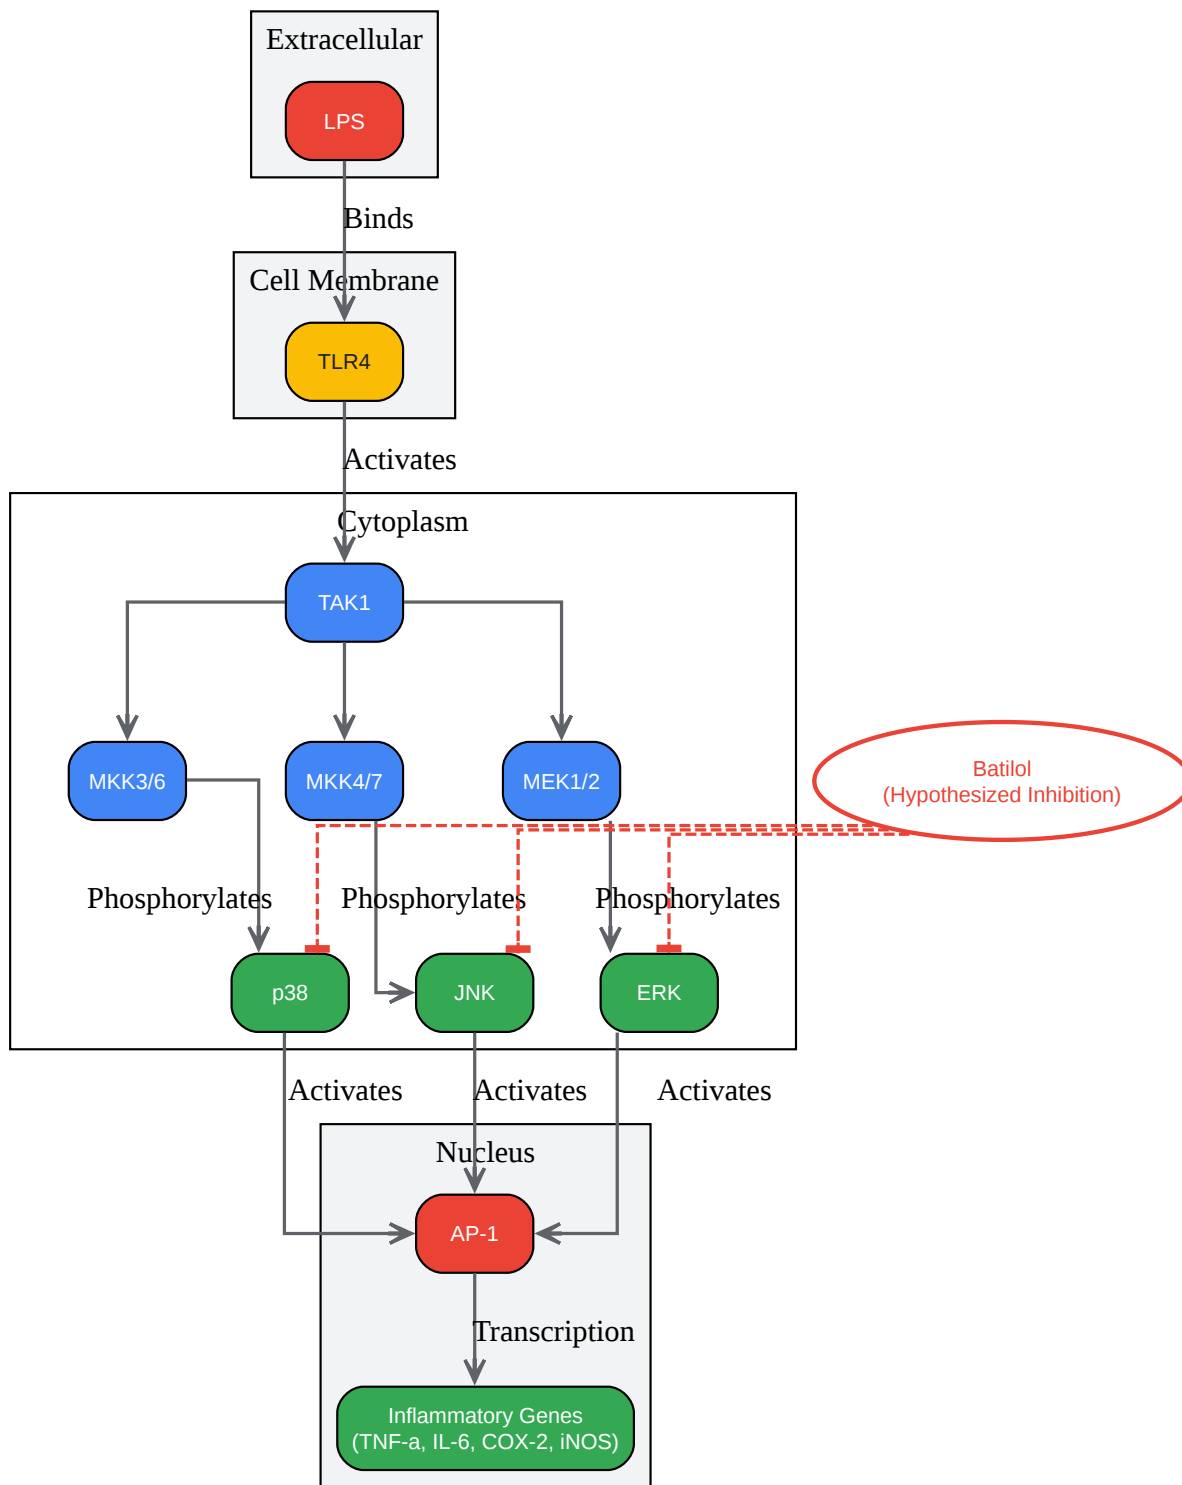 Extracellular
LPS
Binds
Cell Membrane
TLR4
Activates
Cytoplasm
TAK1
MKK3/6
MKK4/7
MEK1/2
Batilol
(Hypothesized Inhibition)
Phosphorylates
Phosphorylates
Phosphorylates
p38
JNK
ERK
Activates
Activates
Activates
Nucleus
AP-1
Transcription
Inflammatory Genes
(TNF-a, IL-6, COX-2, iNOS)